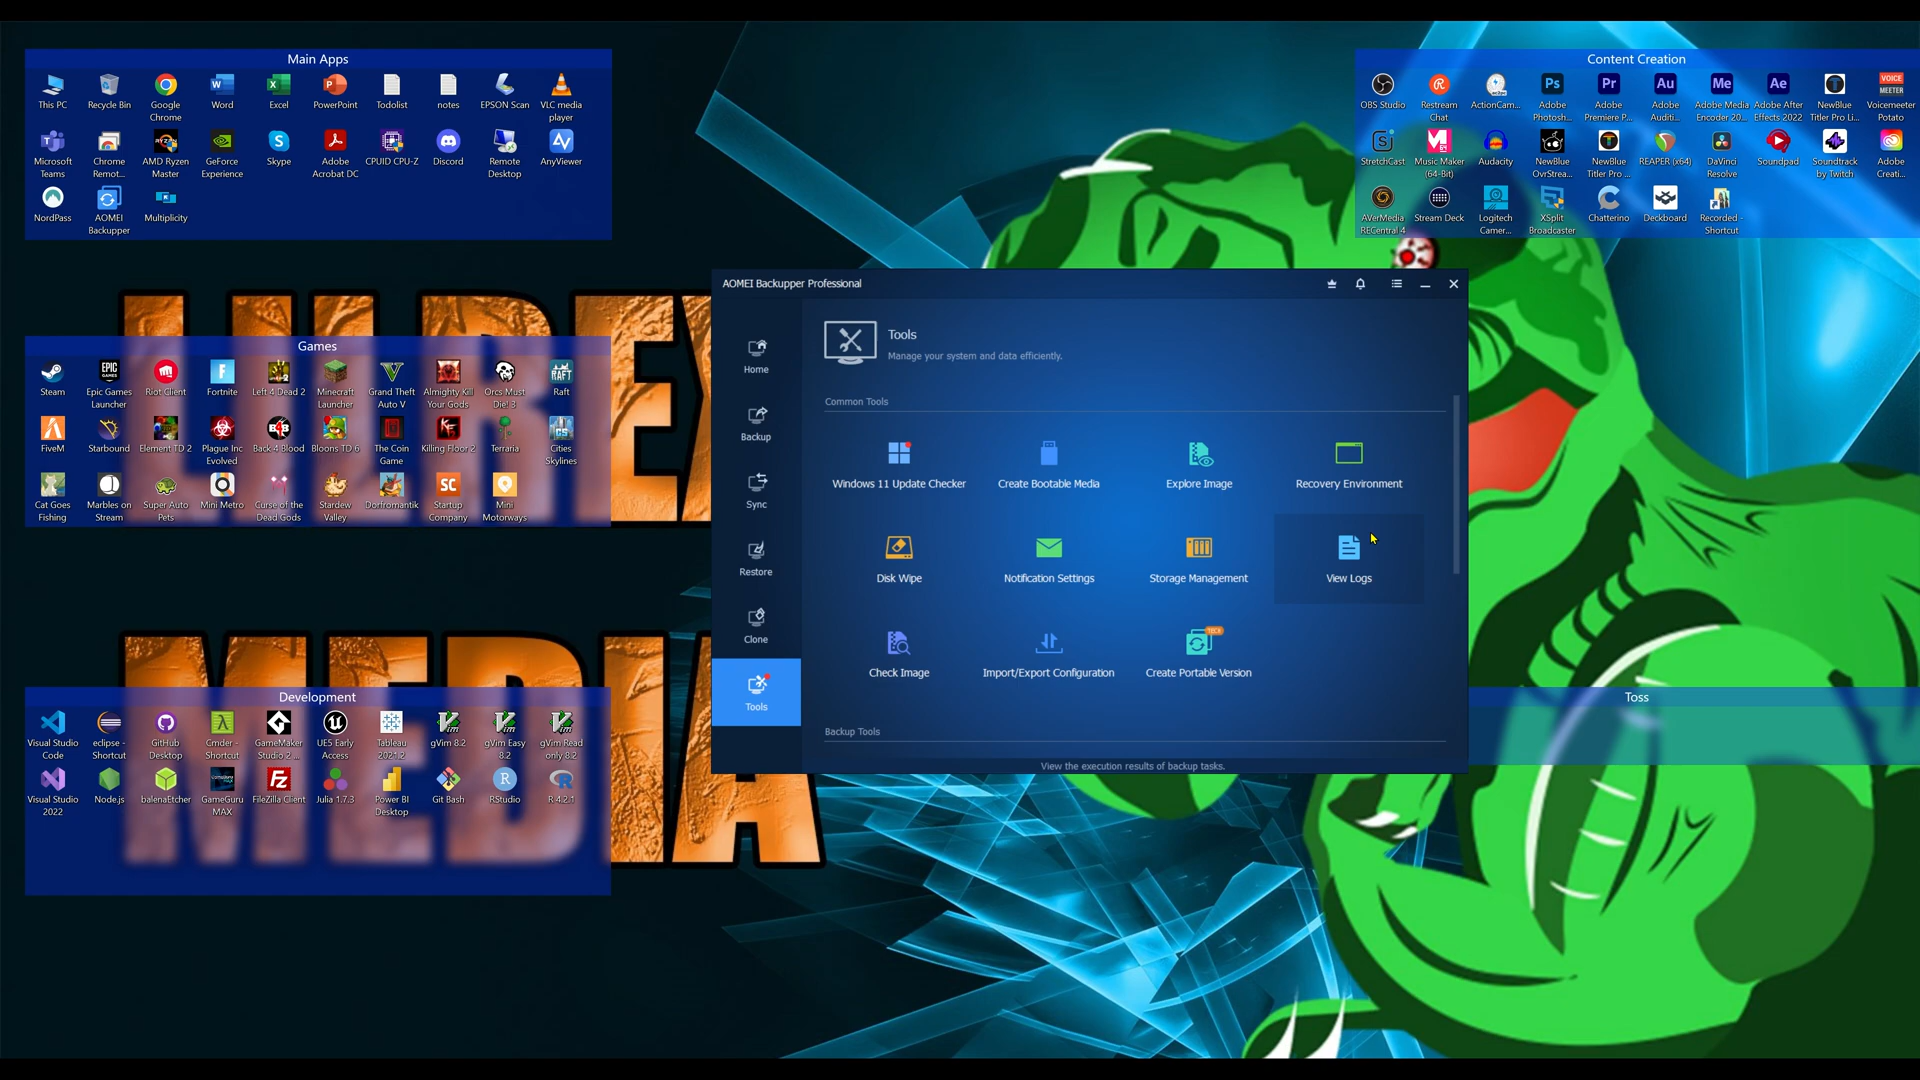 Main Apps
This PC
Recycle Bin
Google
Chrome
Word
Excel
PowerPoint
Todolist
notes
EPSON Scan
VLC media
player
Microsoft
Teams
Chrome
Remot...
AMD Ryzen
Master
GeForce
Experience
Skype
Adobe
Acrobat DC
CPUID CPU-Z
Discord
Remote
Desktop
AnyViewer
NordPass
AOMEI
Backupper
Multiplicity
Content Creation
OBS Studio
Restream
Chat
ActionCam...
Adobe
Photosh...
Adobe
Premiere P...
Adobe
Auditi...
Adobe Media
Encoder 20...
Adobe After
Effects 2022
NewBlue
Titler Pro Li...
VOICE
MEETER
Voicemeeter
Potato
StretchCast
Music Maker
(64-Bit)
Audacity
NewBlue
OvrStrea...
NewBlue
Titler Pro ...
REAPER (x64)
DaVinci
Resolve
Soundpad
Soundtrack
by Twitch
Adobe
Creati...
AVerMedia
RECentral 4
Stream Deck
Logitech
Camer...
XSplit
Broadcaster
Chatterino
Deckboard
Recorded -
Shortcut
Games
Steam
Epic Games
Launcher
Riot Client
Fortnite
Left 4 Dead 2
Minecraft
Launcher
Grand Theft
Auto V
Almighty Kill
Your Gods
Orcs Must
Die! 3
Raft
FiveM
Starbound
Element TD 2
Plague Inc
Evolved
Back 4 Blood
Bloons TD 6
The Coin
Game
Killing Floor 2
Terraria
Cities
Skylines
Cat Goes
Fishing
Marbles on
Stream
Super Auto
Pets
Mini Metro
Curse of the
Dead Gods
Stardew
Valley
Dorfromantik
Startup
Company
Mini
Motorways
AOMEI Backupper Professional
Home
Backup
Sync
Restore
Clone
Tools
Tools
Manage your system and data efficiently.
Common Tools
Windows 11 Update Checker
Create Bootable Media
Explore Image
Recovery Environment
Disk Wipe
Notification Settings
Storage Management
View Logs
Check Image
Import/Export Configuration
TECH
Create Portable Version
Backup Tools
View the execution results of backup tasks.
MEDIA
Development
Visual Studio
Code
eclipse -
Shortcut
GitHub
Desktop
Cmder -
Shortcut
GameMaker
Studio 2 ...
UE5 Early
Access
Tableau
2021.2
gVim 8.2
gVim Easy
8.2
gVim Read
only 8.2
Visual Studio
2022
Node.js
balenaEtcher
GameGuru
MAX
FileZilla Client
Julia 1.7.3
Power BI
Desktop
Git Bash
RStudio
R 4.2.1
Toss